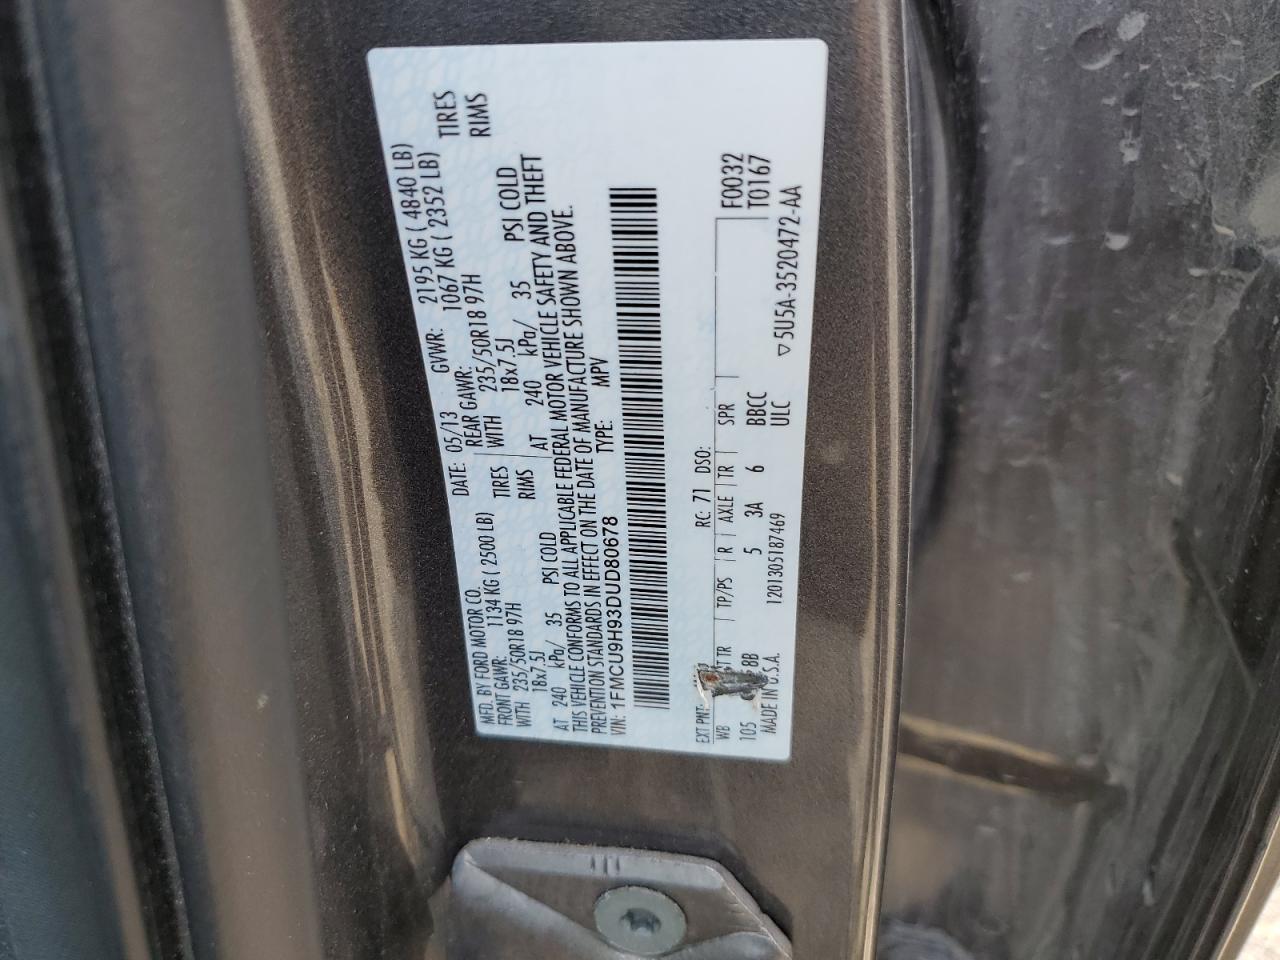 MFD. BY FORD MOTOR CO.
DATE: 05/13 GVWR: 2195 KG ( 4840 LB)
FRONT GAWR: 1134 KG ( 2500 LB) REAR GAWR: 1067 KG ( 2352 LB)
WITH 235/50R18 97H TIRES WITH 235/50R18 97H TIRES
18x7.5J RIMS 18x7.5J RIMS
AT 240 kPa/ 35 PSI COLD AT 240 kPa/ 35 PSI COLD
THIS VEHICLE CONFORMS TO ALL APPLICABLE FEDERAL MOTOR VEHICLE SAFETY AND THEFT
PREVENTION STANDARDS IN EFFECT ON THE DATE OF MANUFACTURE SHOWN ABOVE.
VIN: 1FMCU9H93DUD80678 TYPE: MPV
EXT PNT: RC: 71 DSO: F0032
WB TR TP/PS R AXLE TR SPR T0167
105 8B 5 3A 6 BBCC
MADE IN U.S.A. 1201305187469 ULC ▽5U5A-3520472-AA